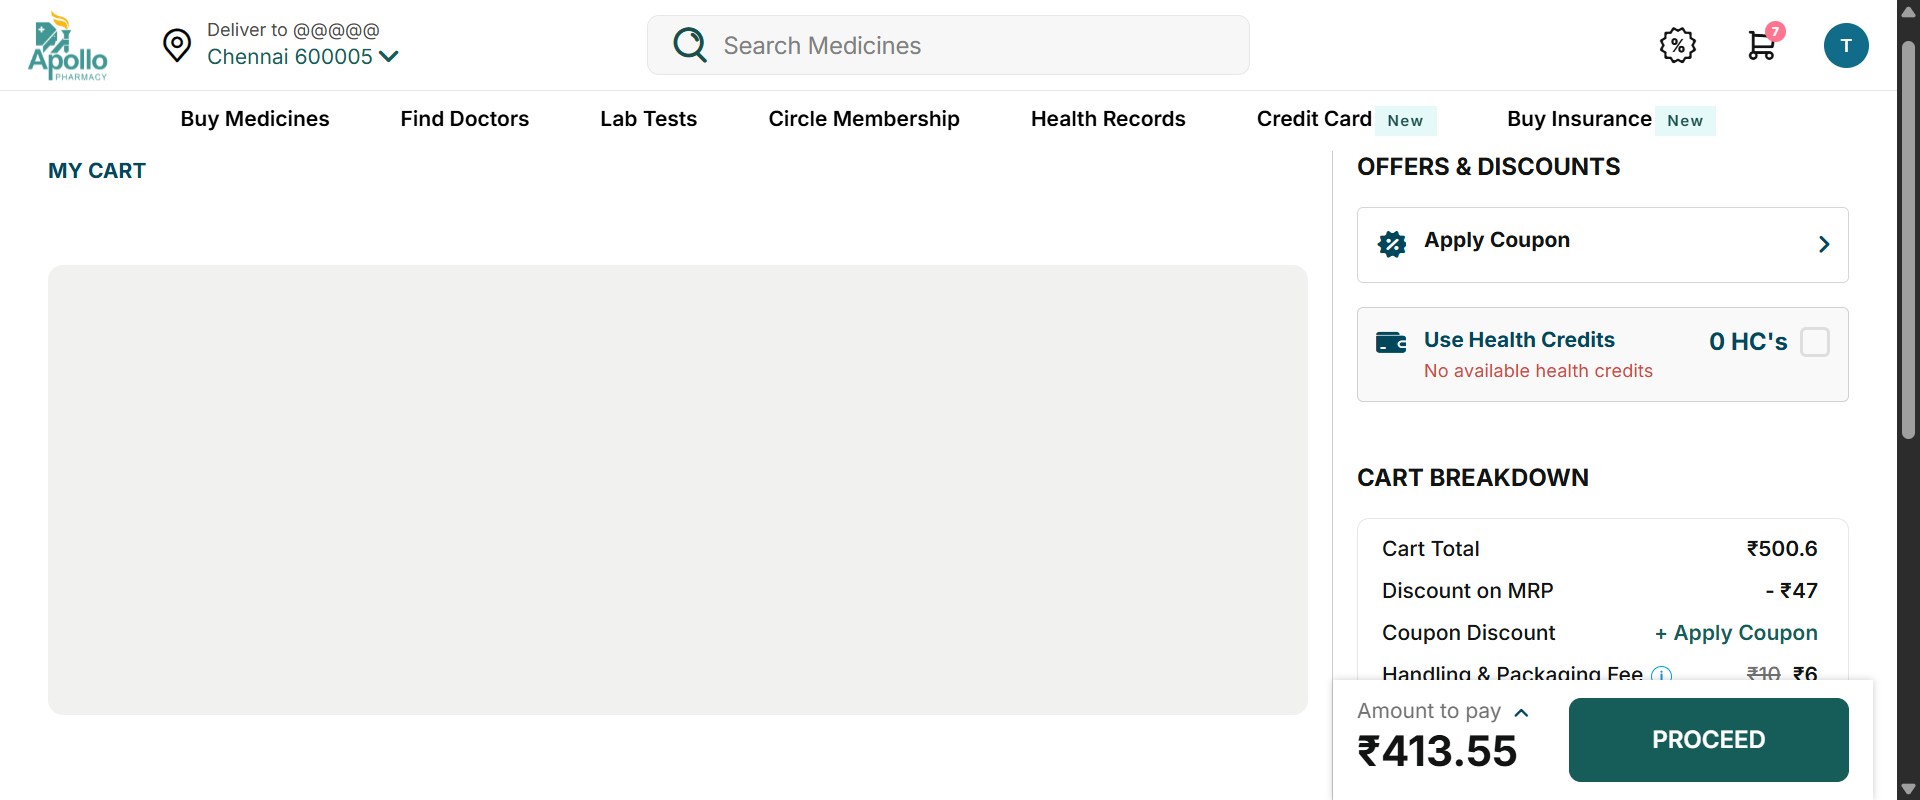 Apollo
PHARMACY
Deliver to @@@@@
Chennai 600005
Search Medicines
7
T
Buy Medicines
Find Doctors
Lab Tests
Circle Membership
Health Records
Credit Card New
Buy Insurance New
MY CART
OFFERS & DISCOUNTS
Apply Coupon
Use Health Credits 0 HC's
No available health credits
CART BREAKDOWN
Cart Total ₹500.6
Discount on MRP - ₹47
Coupon Discount + Apply Coupon
Handling & Packaging Fee ₹10 ₹6
Amount to pay
₹413.55
PROCEED